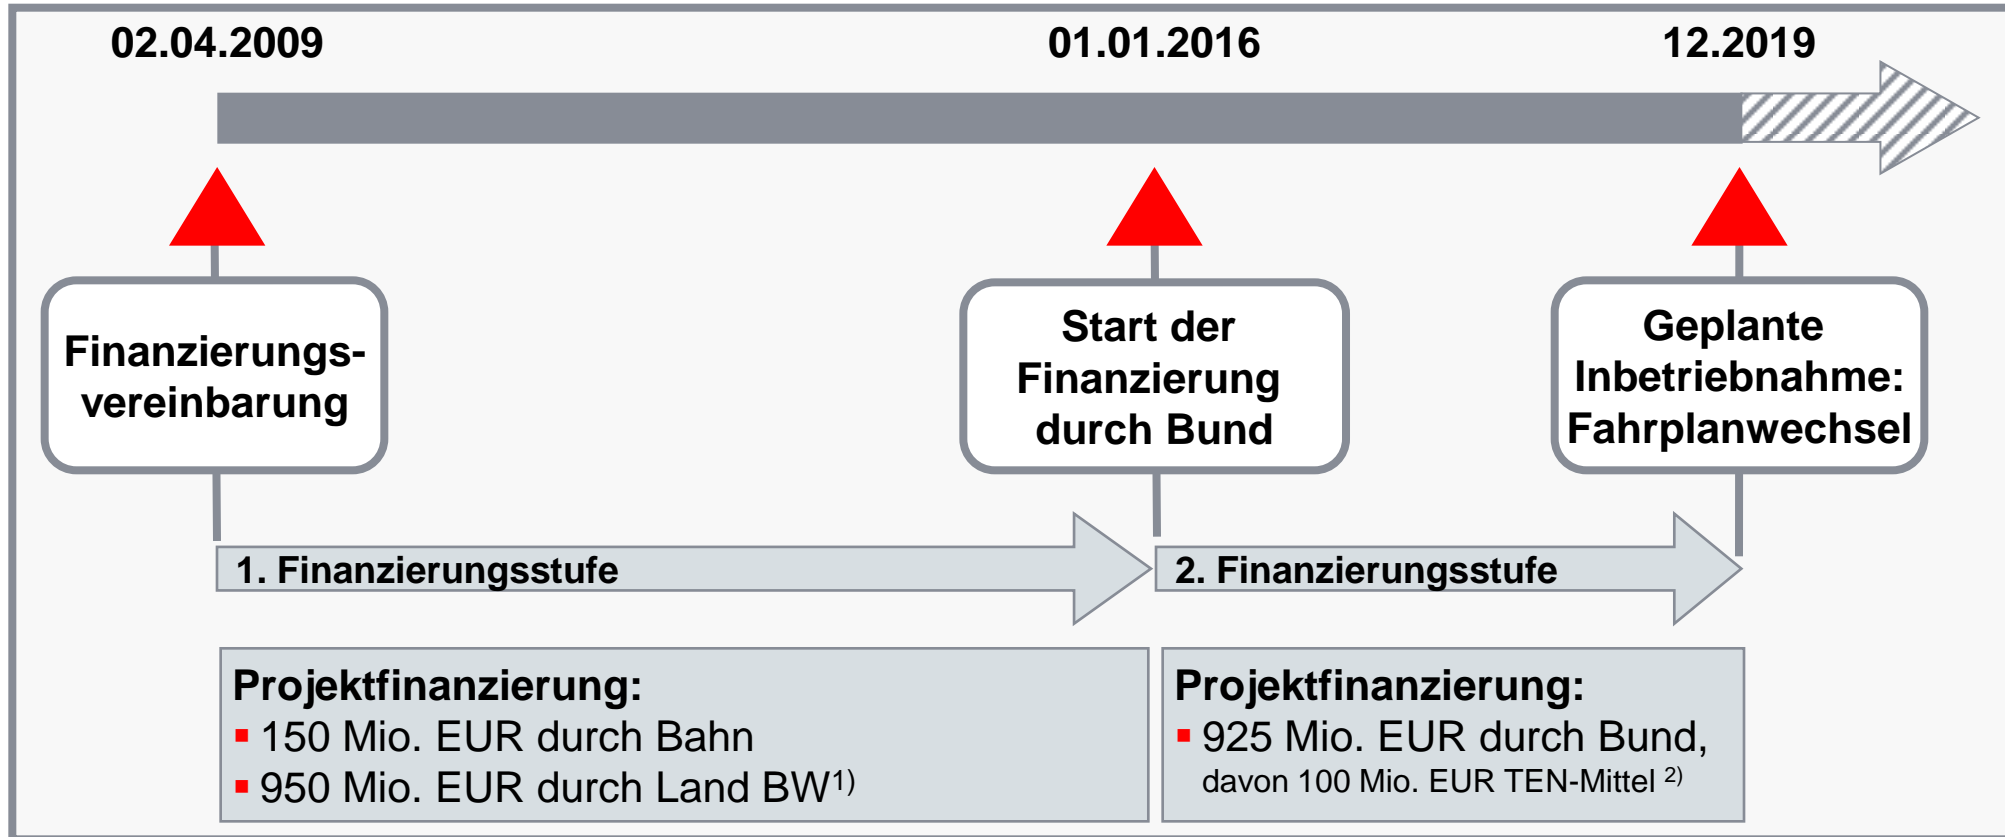 02.04.2009
01.01.2016
12.2019
Finanzierungs-
vereinbarung
Start der
Finanzierung
durch Bund
Geplante
Inbetriebnahme:
Fahrplanwechsel
1. Finanzierungsstufe
2. Finanzierungsstufe
Projektfinanzierung:
▪ 150 Mio. EUR durch Bahn
▪ 950 Mio. EUR durch Land BW1)
Projektfinanzierung:
▪ 925 Mio. EUR durch Bund,
davon 100 Mio. EUR TEN-Mittel 2)